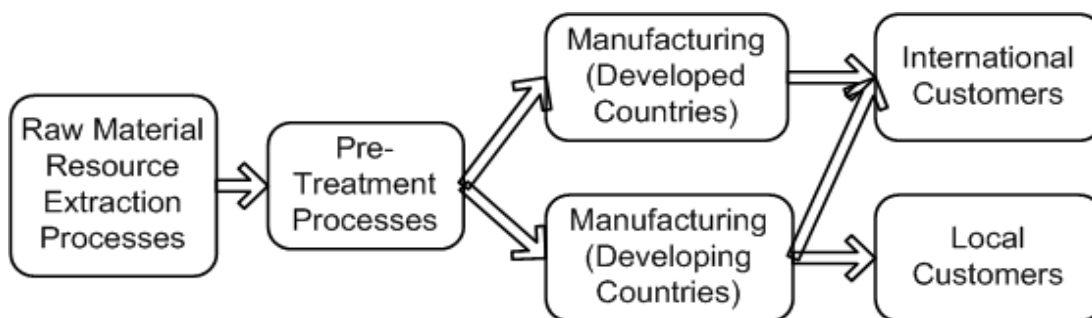 Raw Material
Resource
Extraction
Processes
Pre-
Treatment
Processes
Manufacturing
(Developed
Countries)
Manufacturing
(Developing
Countries)
International
Customers
Local
Customers